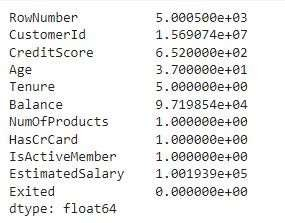 RowNumber 5.000500e+03
CustomerId 1.569074e+07
CreditScore 6.520000e+02
Age 3.700000e+01
Tenure 5.000000e+00
Balance 9.719854e+04
NumOfProducts 1.000000e+00
HasCrCard 1.000000e+00
IsActiveMember 1.000000e+00
EstimatedSalary 1.001939e+05
Exited 0.000000e+00
dtype: float64